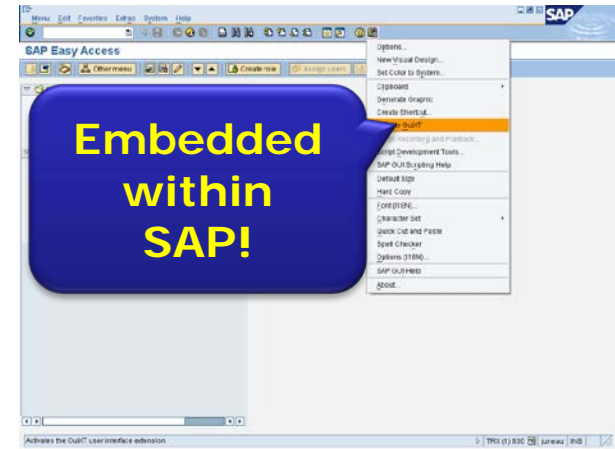 Menu Edit Favorites Extras System Help
SAP
SAP Easy Access
Other menu Create role Assign users
Options...
New Visual Design...
Set Color to System...
Clipboard
Generate Graphic
Create Shortcut...
GuiXT
Script Recording and Playback...
Script Development Tools...
SAP GUI Scripting Help
Default Size
Hard Copy
Font (I18N)...
Character Set
Quick Cut and Paste
Spell Checker
Options (I18N)...
SAP GUI Help
About...
Embedded
within
SAP!
Activates the GuiXT user interface extension
TRX (1) 800 juneau INS